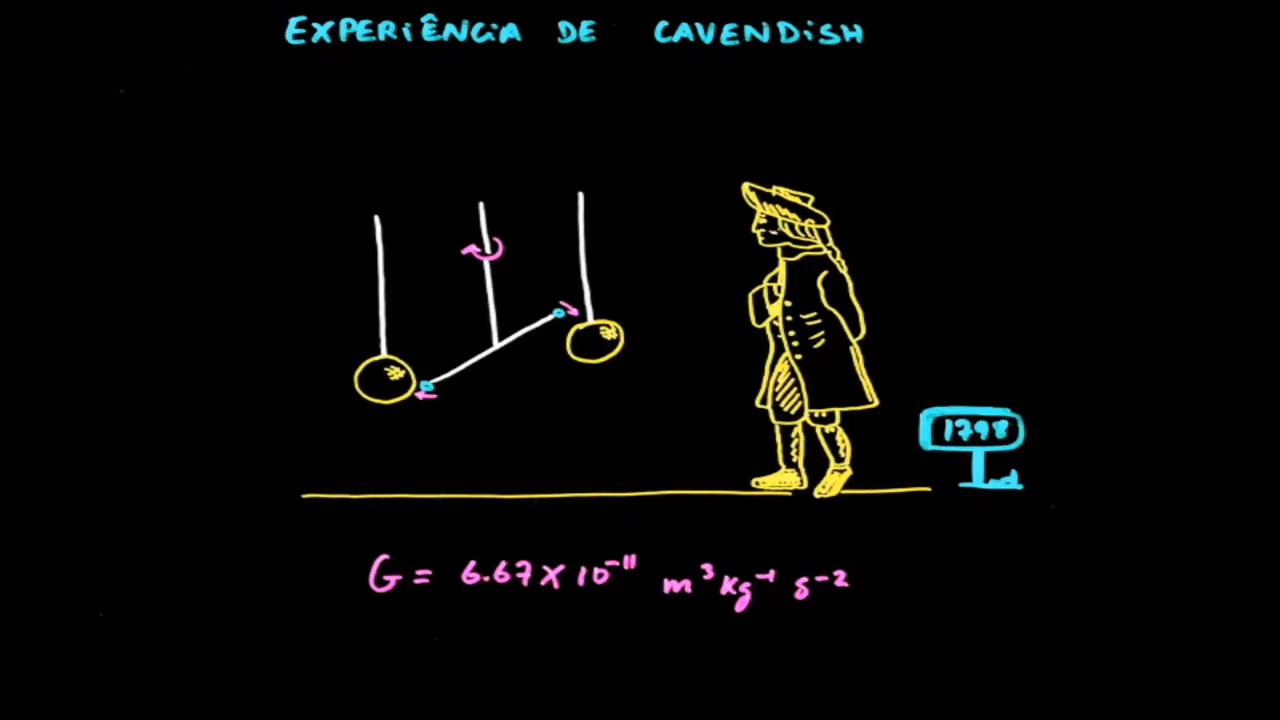 EXPERIÊNCIA DE CAVENDISH
1798
G = 6.67 X 10⁻¹¹ m³ kg⁻¹ s⁻²